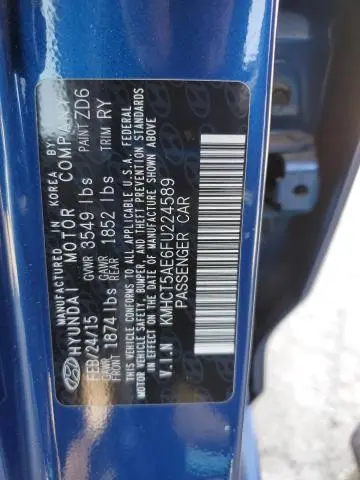 MANUFACTURED IN KOREA BY
HYUNDAI MOTOR COMPANY
FEB/24/15 GVWR 3549 lbs PAINT ZD6
GAWR FRONT 1874 lbs GAWR REAR 1852 lbs TRIM RY
THIS VEHICLE CONFORMS TO ALL APPLICABLE U.S. FEDERAL
MOTOR VEHICLE SAFETY, BUMPER, AND THEFT PREVENTION STANDARDS
IN EFFECT ON THE DATE OF MANUFACTURE SHOWN ABOVE
V.I.N KMHCT5AE6FU224589
PASSENGER CAR